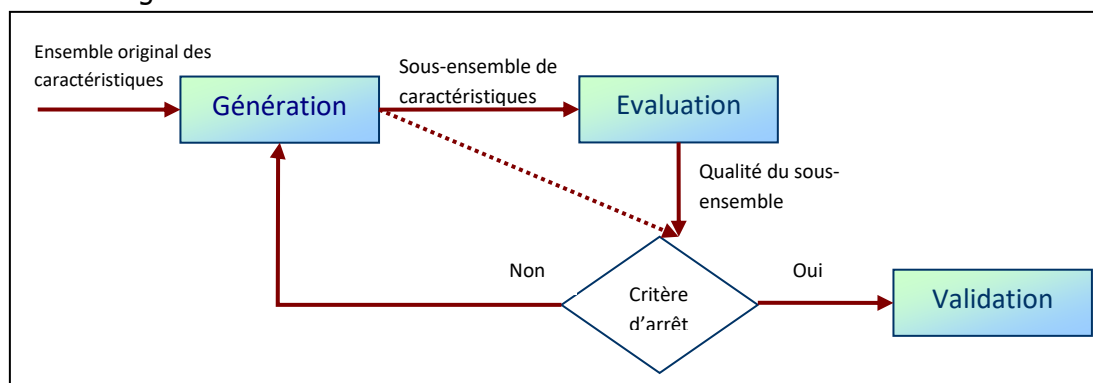 Ensemble original des
caractéristiques
Génération
Sous-ensemble de
caractéristiques
Evaluation
Qualité du sous-
ensemble
Non
Critère
d'arrêt
Oui
Validation